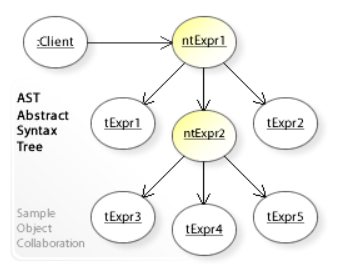 :Client
ntExpr1
AST
Abstract
Syntax
Tree
tExpr1
ntExpr2
tExpr2
Sample
Object
Collaboration
tExpr3
tExpr4
tExpr5